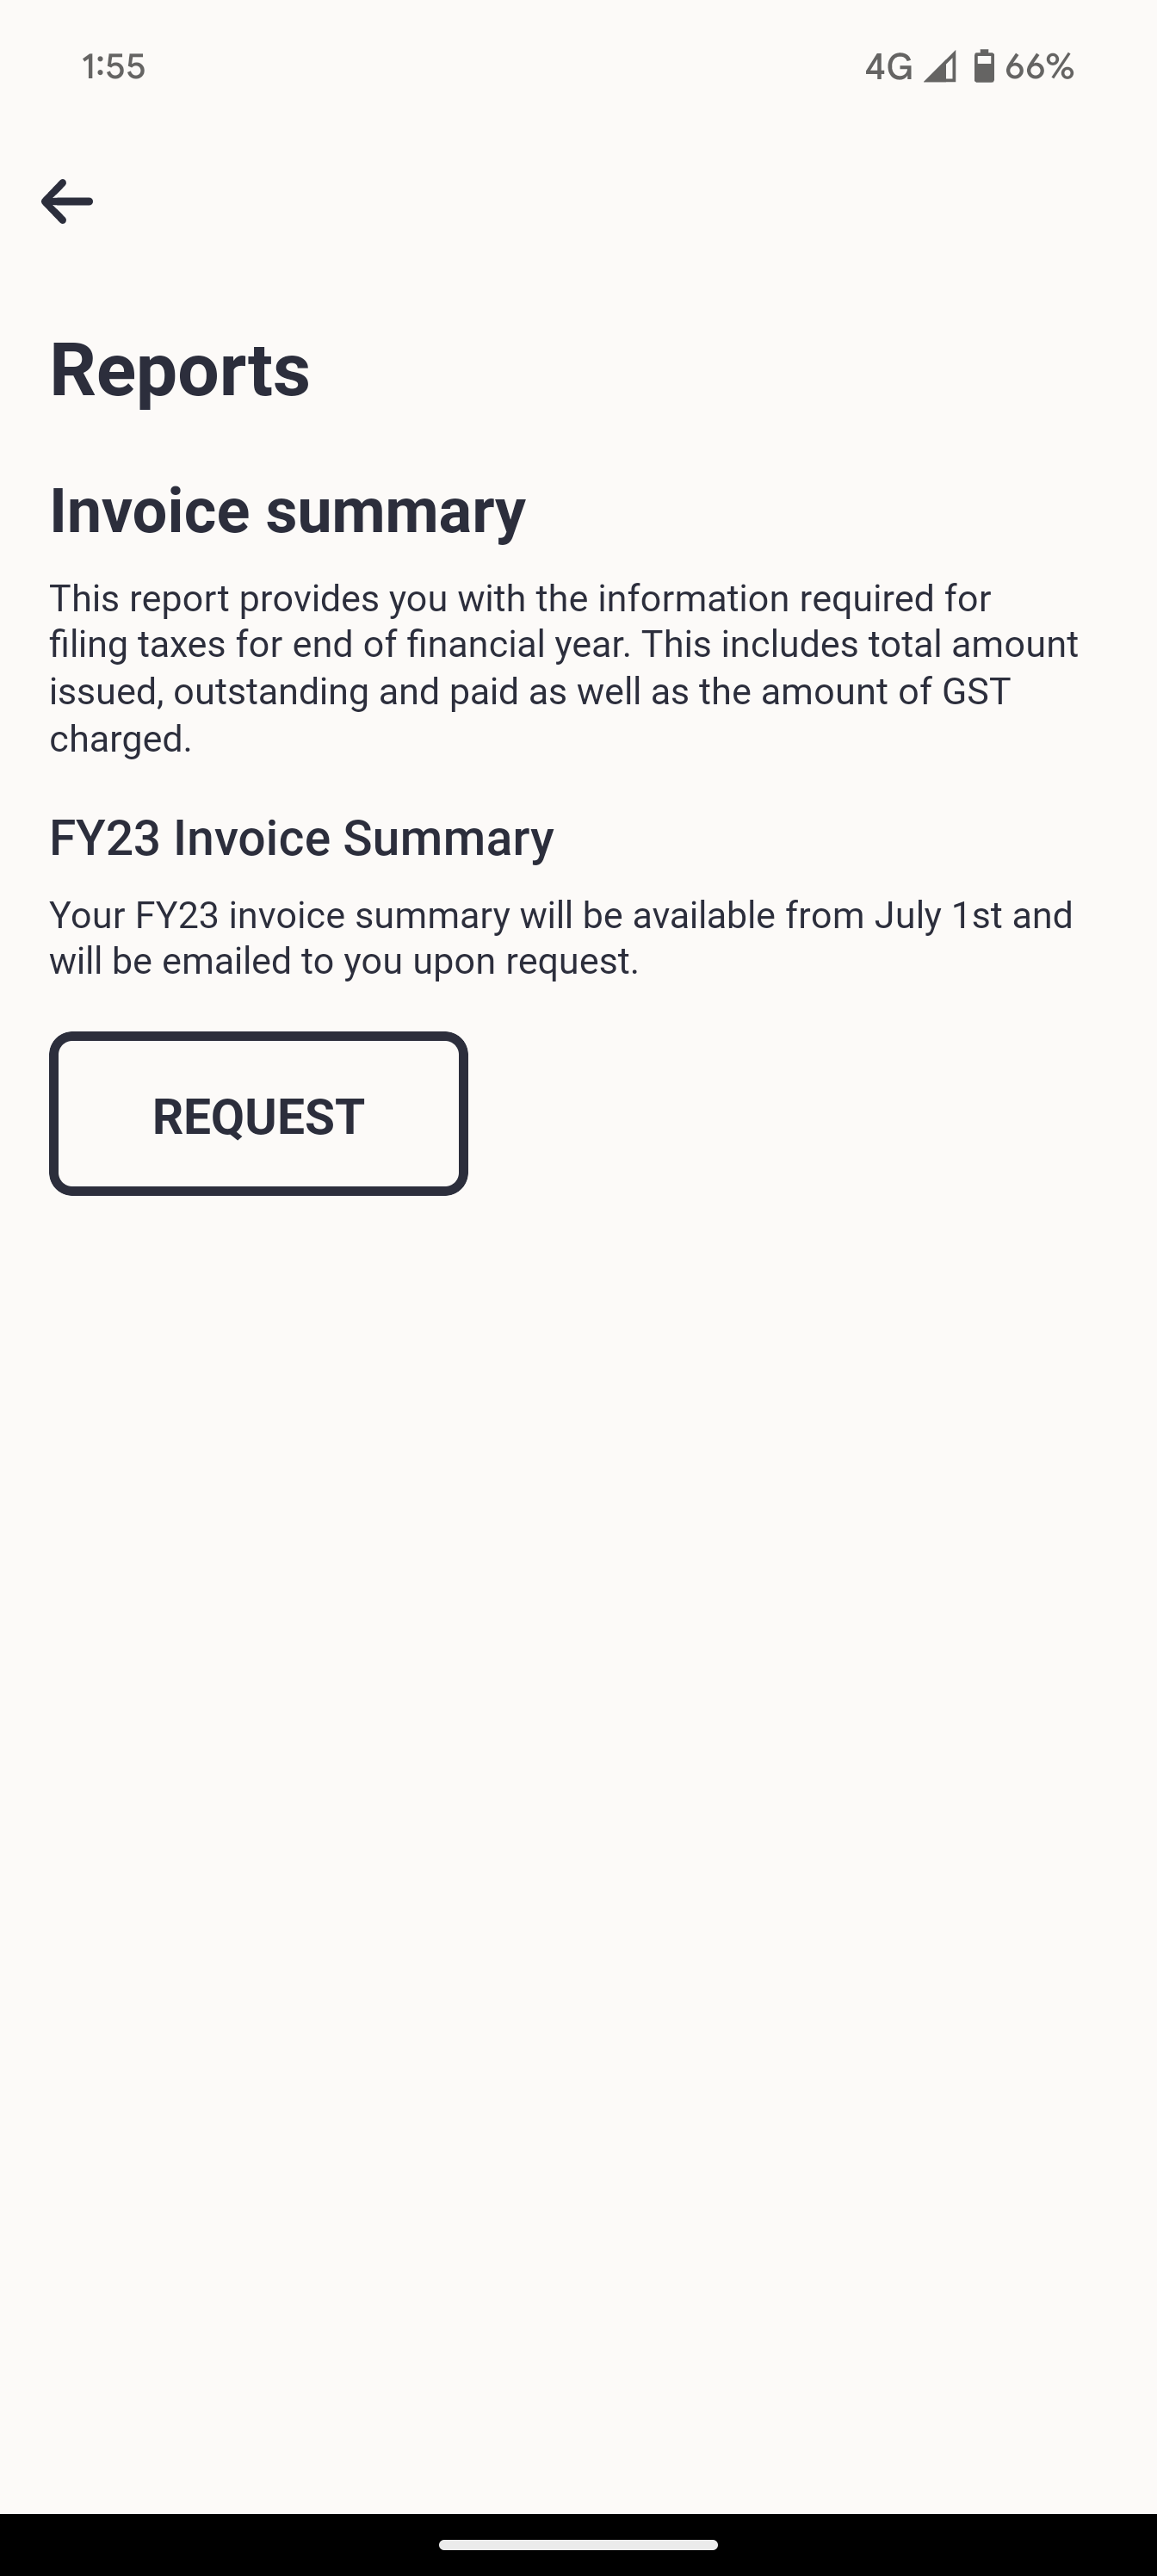 1:55
4G 66%
Reports
Invoice summary
This report provides you with the information required for
filing taxes for end of financial year. This includes total amount
issued, outstanding and paid as well as the amount of GST
charged.
FY23 Invoice Summary
Your FY23 invoice summary will be available from July 1st and
will be emailed to you upon request.
REQUEST